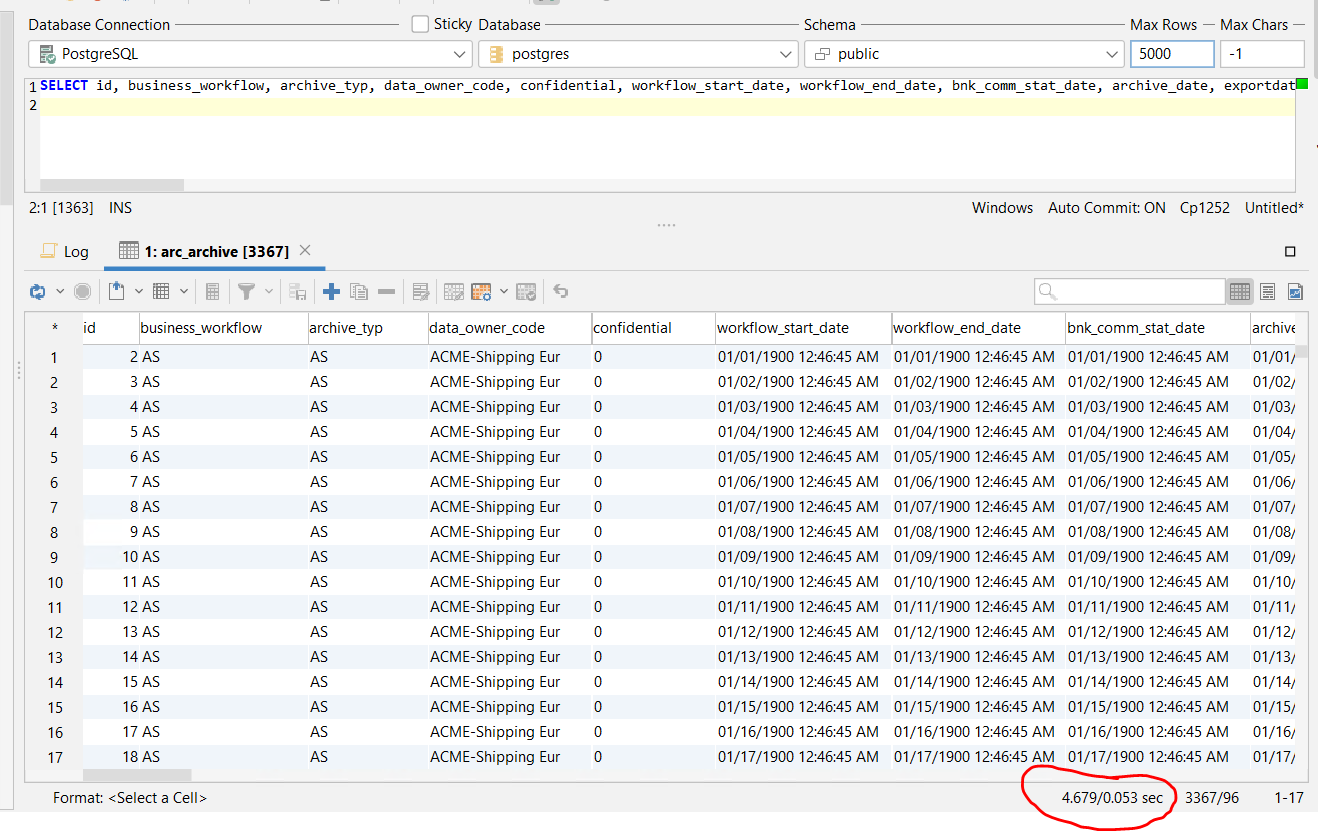 Database Connection Sticky Database Schema Max Rows Max Chars
PostgreSQL postgres public 5000 -1
1 SELECT id, business_workflow, archive_typ, data_owner_code, confidential, workflow_start_date, workflow_end_date, bnk_comm_stat_date, archive_date, exportdat
2
2:1 [1363] INS Windows Auto Commit: ON Cp1252 Untitled*
Log 1: arc_archive [3367]
* id business_workflow archive_typ data_owner_code confidential workflow_start_date workflow_end_date bnk_comm_stat_date archive
1 2 AS AS ACME-Shipping Eur 0 01/01/1900 12:46:45 AM 01/01/1900 12:46:45 AM 01/01/1900 12:46:45 AM 01/01/
2 3 AS AS ACME-Shipping Eur 0 01/02/1900 12:46:45 AM 01/02/1900 12:46:45 AM 01/02/1900 12:46:45 AM 01/02/
3 4 AS AS ACME-Shipping Eur 0 01/03/1900 12:46:45 AM 01/03/1900 12:46:45 AM 01/03/1900 12:46:45 AM 01/03/
4 5 AS AS ACME-Shipping Eur 0 01/04/1900 12:46:45 AM 01/04/1900 12:46:45 AM 01/04/1900 12:46:45 AM 01/04/
5 6 AS AS ACME-Shipping Eur 0 01/05/1900 12:46:45 AM 01/05/1900 12:46:45 AM 01/05/1900 12:46:45 AM 01/05/
6 7 AS AS ACME-Shipping Eur 0 01/06/1900 12:46:45 AM 01/06/1900 12:46:45 AM 01/06/1900 12:46:45 AM 01/06/
7 8 AS AS ACME-Shipping Eur 0 01/07/1900 12:46:45 AM 01/07/1900 12:46:45 AM 01/07/1900 12:46:45 AM 01/07/
8 9 AS AS ACME-Shipping Eur 0 01/08/1900 12:46:45 AM 01/08/1900 12:46:45 AM 01/08/1900 12:46:45 AM 01/08/
9 10 AS AS ACME-Shipping Eur 0 01/09/1900 12:46:45 AM 01/09/1900 12:46:45 AM 01/09/1900 12:46:45 AM 01/09/
10 11 AS AS ACME-Shipping Eur 0 01/10/1900 12:46:45 AM 01/10/1900 12:46:45 AM 01/10/1900 12:46:45 AM 01/10/
11 12 AS AS ACME-Shipping Eur 0 01/11/1900 12:46:45 AM 01/11/1900 12:46:45 AM 01/11/1900 12:46:45 AM 01/11/
12 13 AS AS ACME-Shipping Eur 0 01/12/1900 12:46:45 AM 01/12/1900 12:46:45 AM 01/12/1900 12:46:45 AM 01/12/
13 14 AS AS ACME-Shipping Eur 0 01/13/1900 12:46:45 AM 01/13/1900 12:46:45 AM 01/13/1900 12:46:45 AM 01/13/
14 15 AS AS ACME-Shipping Eur 0 01/14/1900 12:46:45 AM 01/14/1900 12:46:45 AM 01/14/1900 12:46:45 AM 01/14/
15 16 AS AS ACME-Shipping Eur 0 01/15/1900 12:46:45 AM 01/15/1900 12:46:45 AM 01/15/1900 12:46:45 AM 01/15/
16 17 AS AS ACME-Shipping Eur 0 01/16/1900 12:46:45 AM 01/16/1900 12:46:45 AM 01/16/1900 12:46:45 AM 01/16/
17 18 AS AS ACME-Shipping Eur 0 01/17/1900 12:46:45 AM 01/17/1900 12:46:45 AM 01/17/1900 12:46:45 AM 01/17/
Format: <Select a Cell> 4.679/0.053 sec 3367/96 1-17